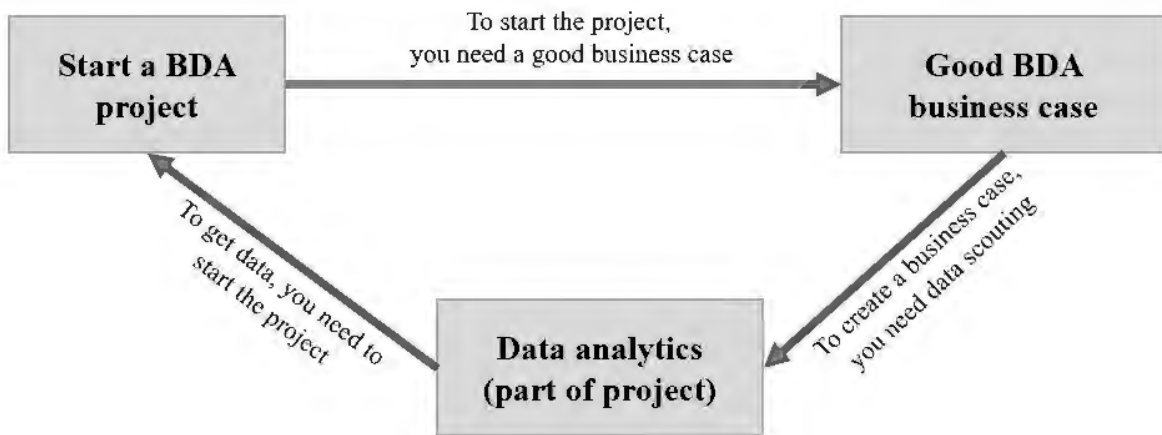 To start the project,
you need a good business case
Start a BDA
project
Good BDA
business case
To get data, you need to
start the project
To create a business case,
you need data scouting
Data analytics
(part of project)